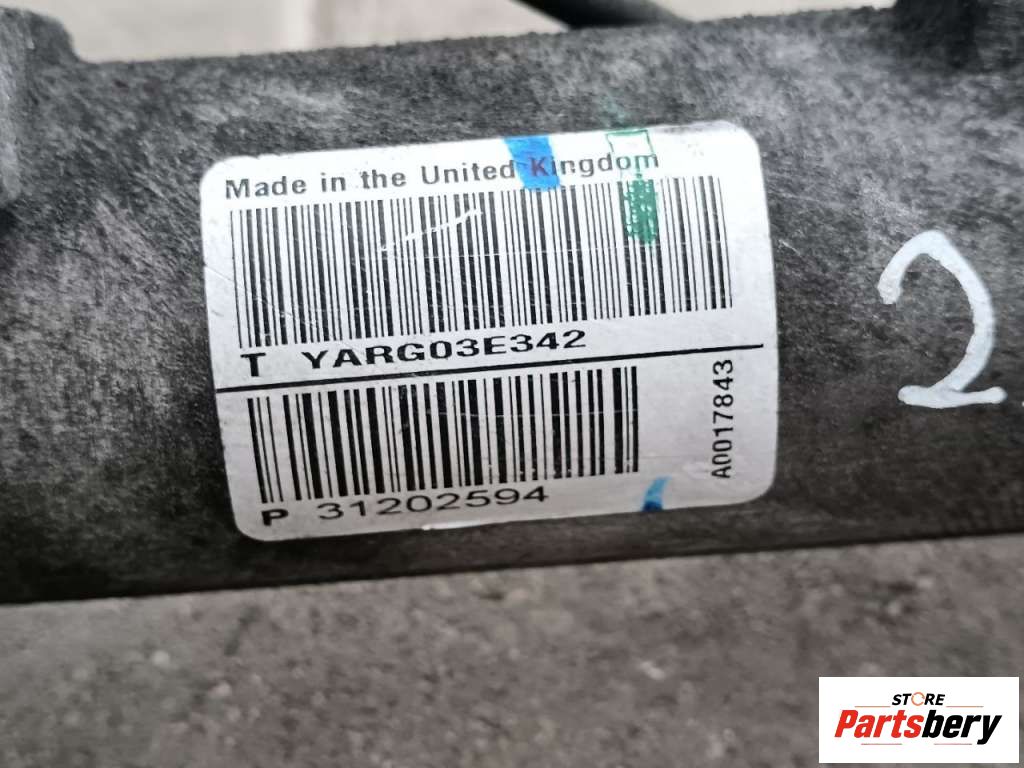 Made in the United Kingdom
T YARG03E342
P 31202594
A0017843
2
STORE
Partsbery